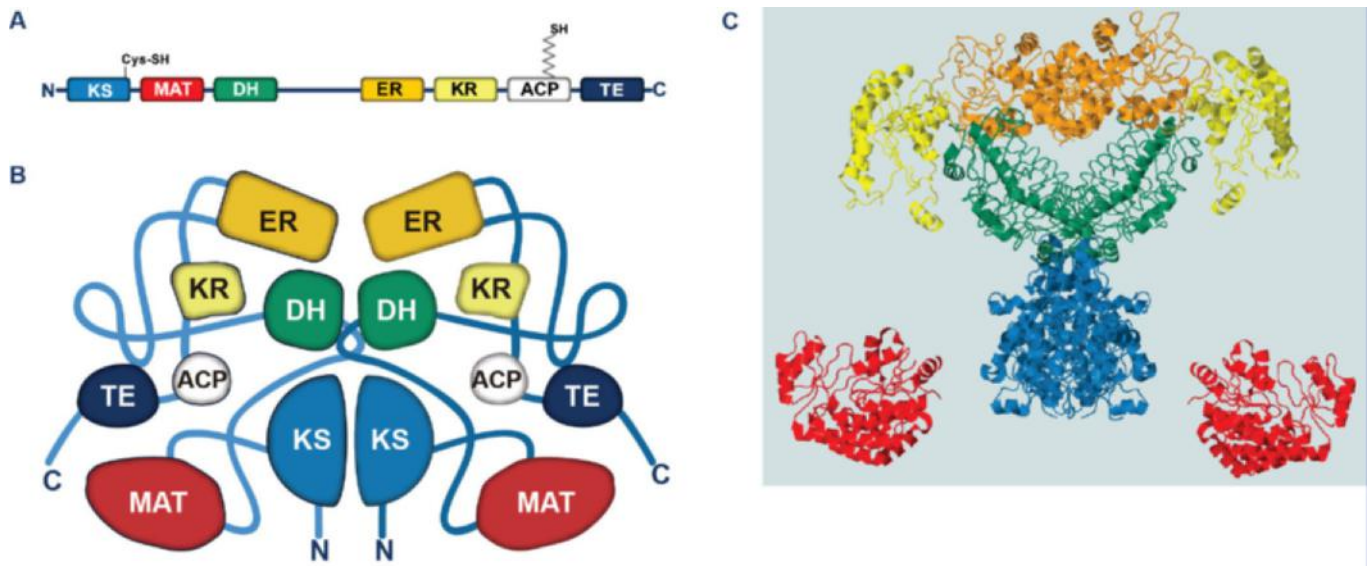 A
Cys-SH
SH
N KS MAT DH ER KR ACP TE C
B
ER ER
KR KR
DH DH
ACP ACP
TE TE
KS KS
C C
MAT MAT
N N
C